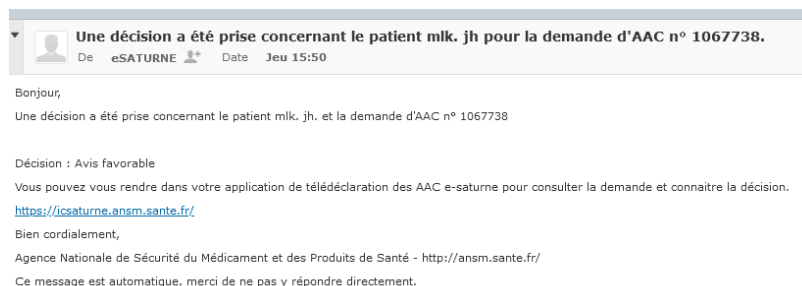 Une décision a été prise concernant le patient mlk. jh pour la demande d'AAC n° 1067738.
De eSATURNE Date Jeu 15:50
Bonjour,
Une décision a été prise concernant le patient mlk. jh. et la demande d'AAC n° 1067738
Décision : Avis favorable
Vous pouvez vous rendre dans votre application de télédéclaration des AAC e-saturne pour consulter la demande et connaitre la décision.
https://icsaturne.ansm.sante.fr/
Bien cordialement,
Agence Nationale de Sécurité du Médicament et des Produits de Santé - http://ansm.sante.fr/
Ce message est automatique, merci de ne pas y répondre directement.